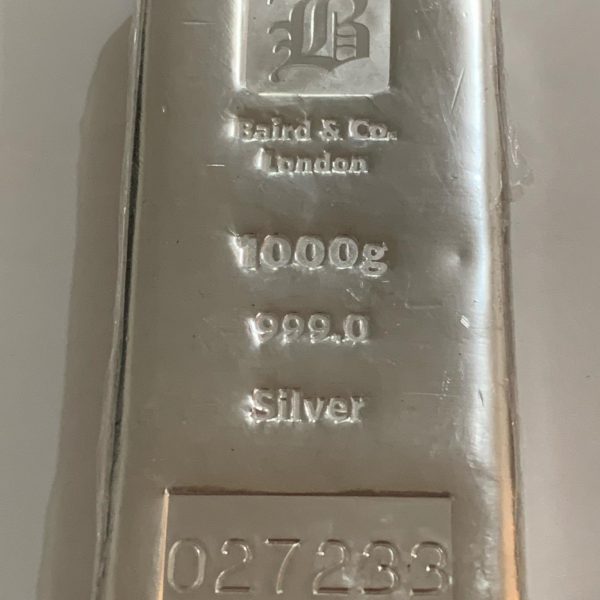 B
Baird & Co.
London
1000g
999.0
Silver
027233